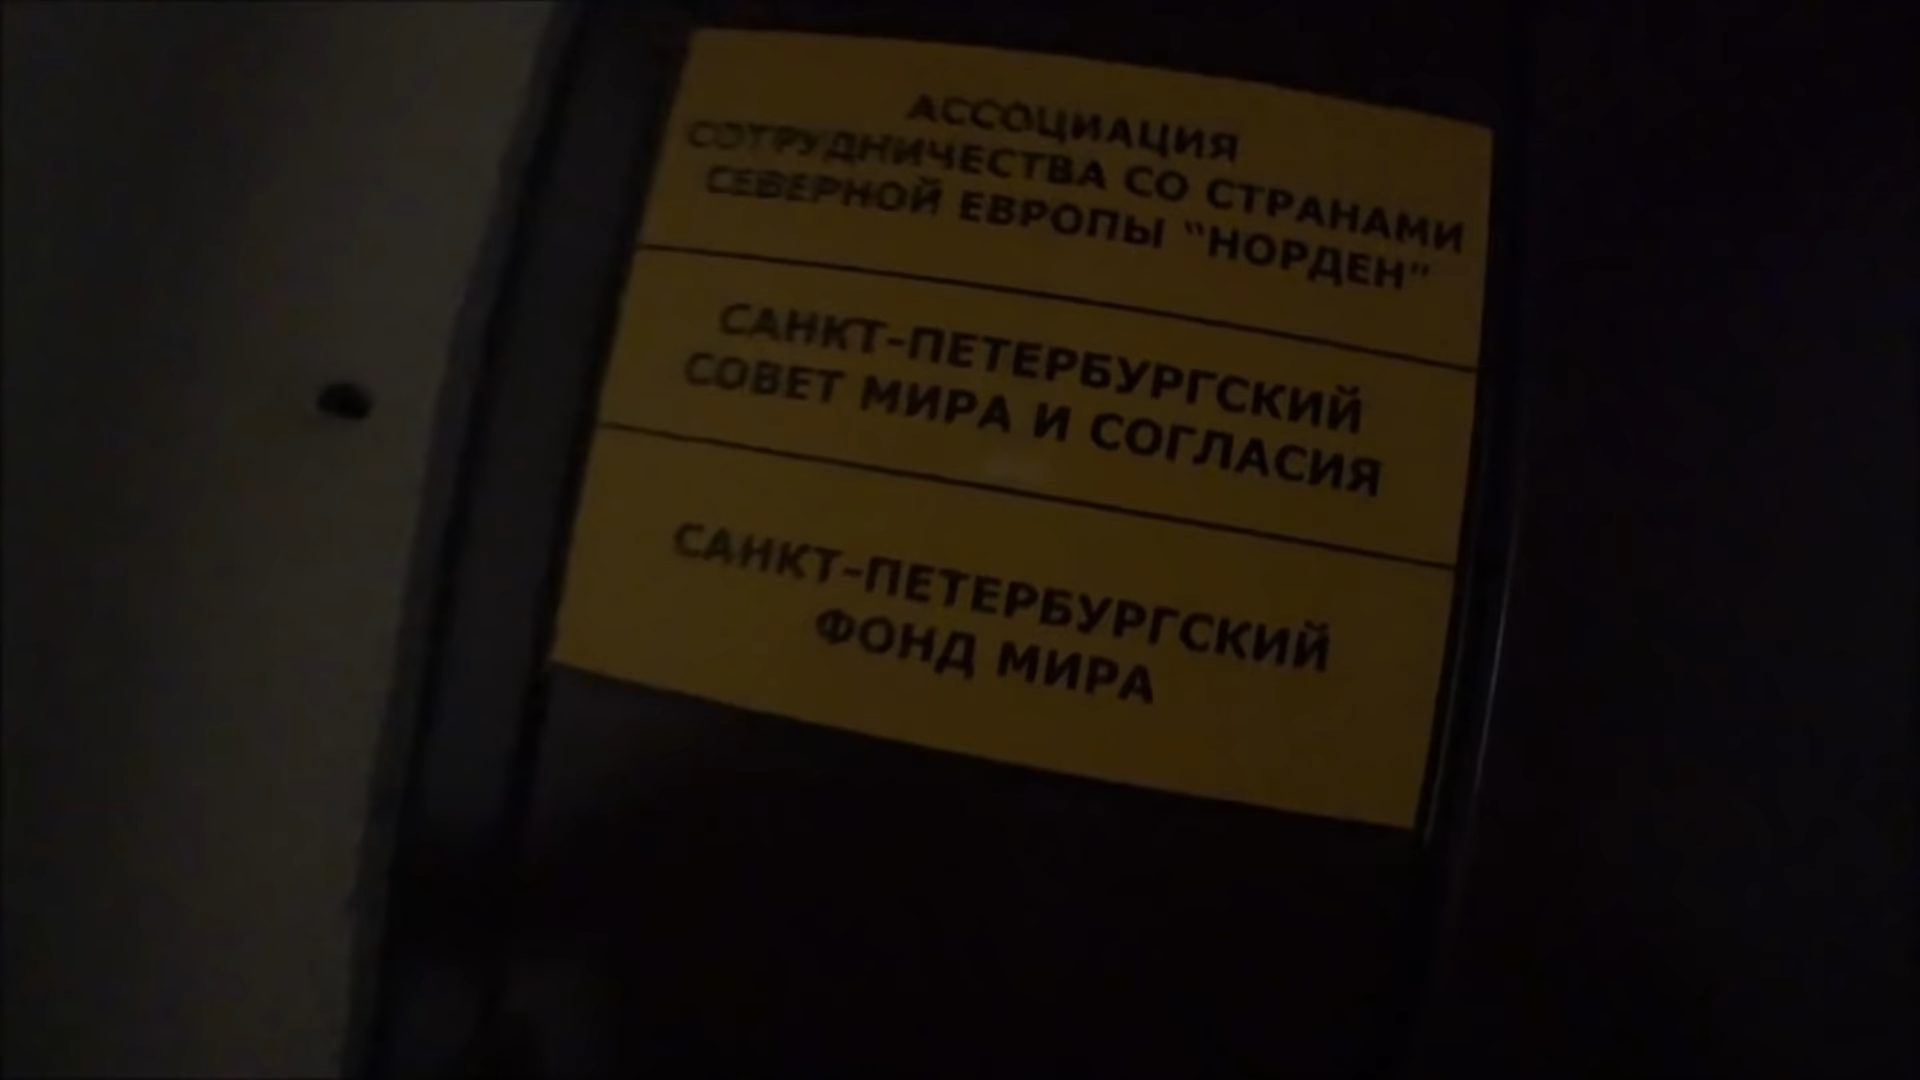 АССОЦИАЦИЯ
СОТРУДНИЧЕСТВА СО СТРАНАМИ
СЕВЕРНОЙ ЕВРОПЫ “НОРДЕН”
САНКТ-ПЕТЕРБУРГСКИЙ
СОВЕТ МИРА И СОГЛАСИЯ
САНКТ-ПЕТЕРБУРГСКИЙ
ФОНД МИРА